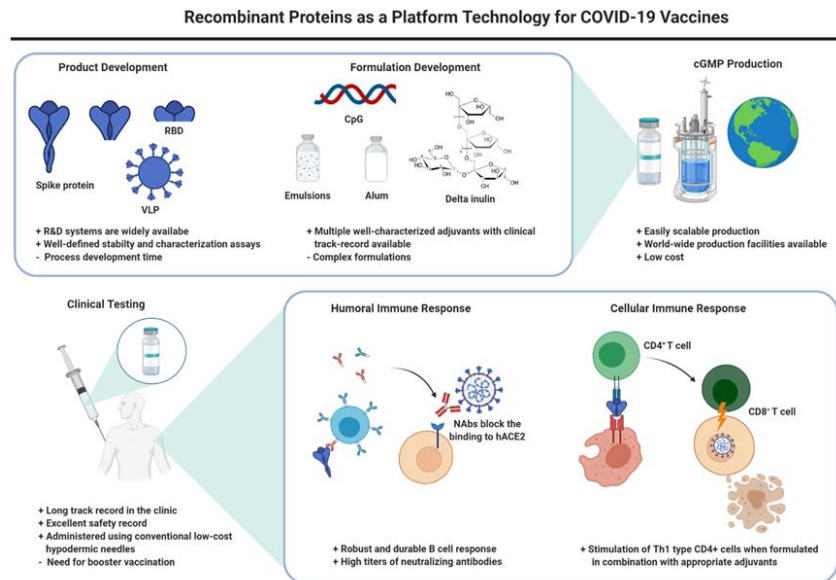 Recombinant Proteins as a Platform Technology for COVID-19 Vaccines
Product Development
RBD
Spike protein
VLP
+ R&D systems are widely availabe
+ Well-defined stabilty and characterization assays
- Process development time
Formulation Development
CpG
Emulsions
Alum
Delta inulin
+ Multiple well-characterized adjuvants with clinical
track-record available
- Complex formulations
cGMP Production
+ Easily scalable production
+ World-wide production facilities available
+ Low cost
Clinical Testing
+ Long track record in the clinic
+ Excellent safety record
+ Administered using conventional low-cost
hypodermic needles
- Need for booster vaccination
Humoral Immune Response
NAbs block the
binding to hACE2
+ Robust and durable B cell response
+ High titers of neutralizing antibodies
Cellular Immune Response
CD4⁺ T cell
CD8⁺ T cell
+ Stimulation of Th1 type CD4+ cells when formulated
in combination with appropriate adjuvants